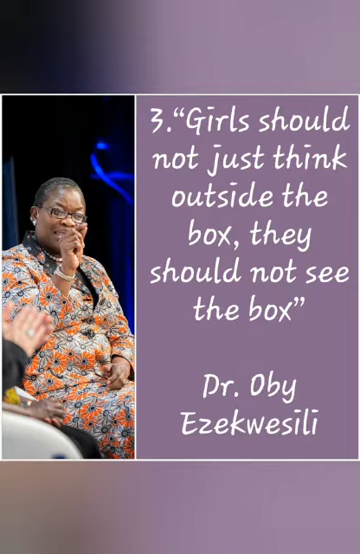 3.“Girls should
not just think
outside the
box, they
should not see
the box”
Dr. Oby
Ezekwesili